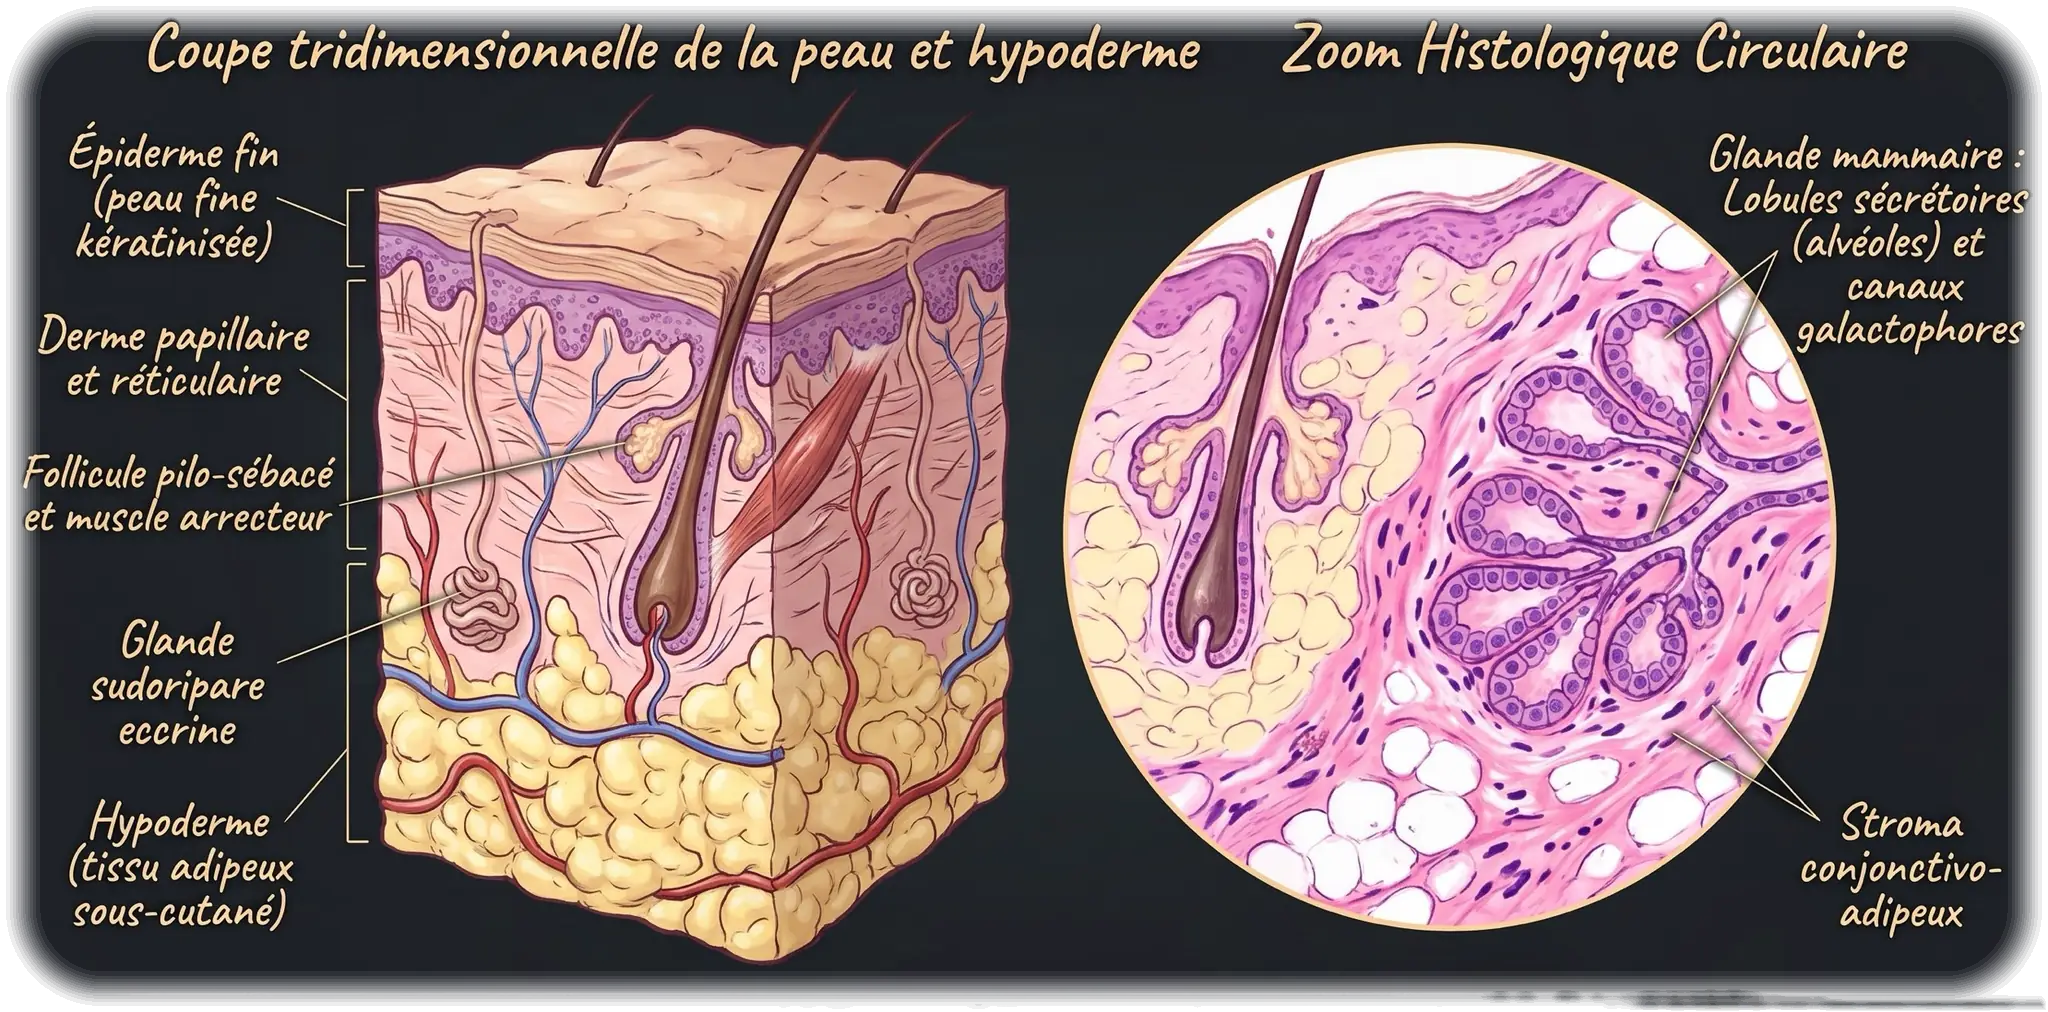 Coupe tridimensionnelle de la peau et hypoderme
Zoom Histologique Circulaire
Épiderme fin
(peau fine
kératinisée)
Derme papillaire
et réticulaire
Follicule pilo-sébacé
et muscle arrecteur
Glande
sudoripare
eccrine
Hypoderme
(tissu adipeux
sous-cutané)
Glande mammaire :
Lobules sécrétoires
(alvéoles) et
canaux
galactophores
Stroma
conjonctivo-
adipeux